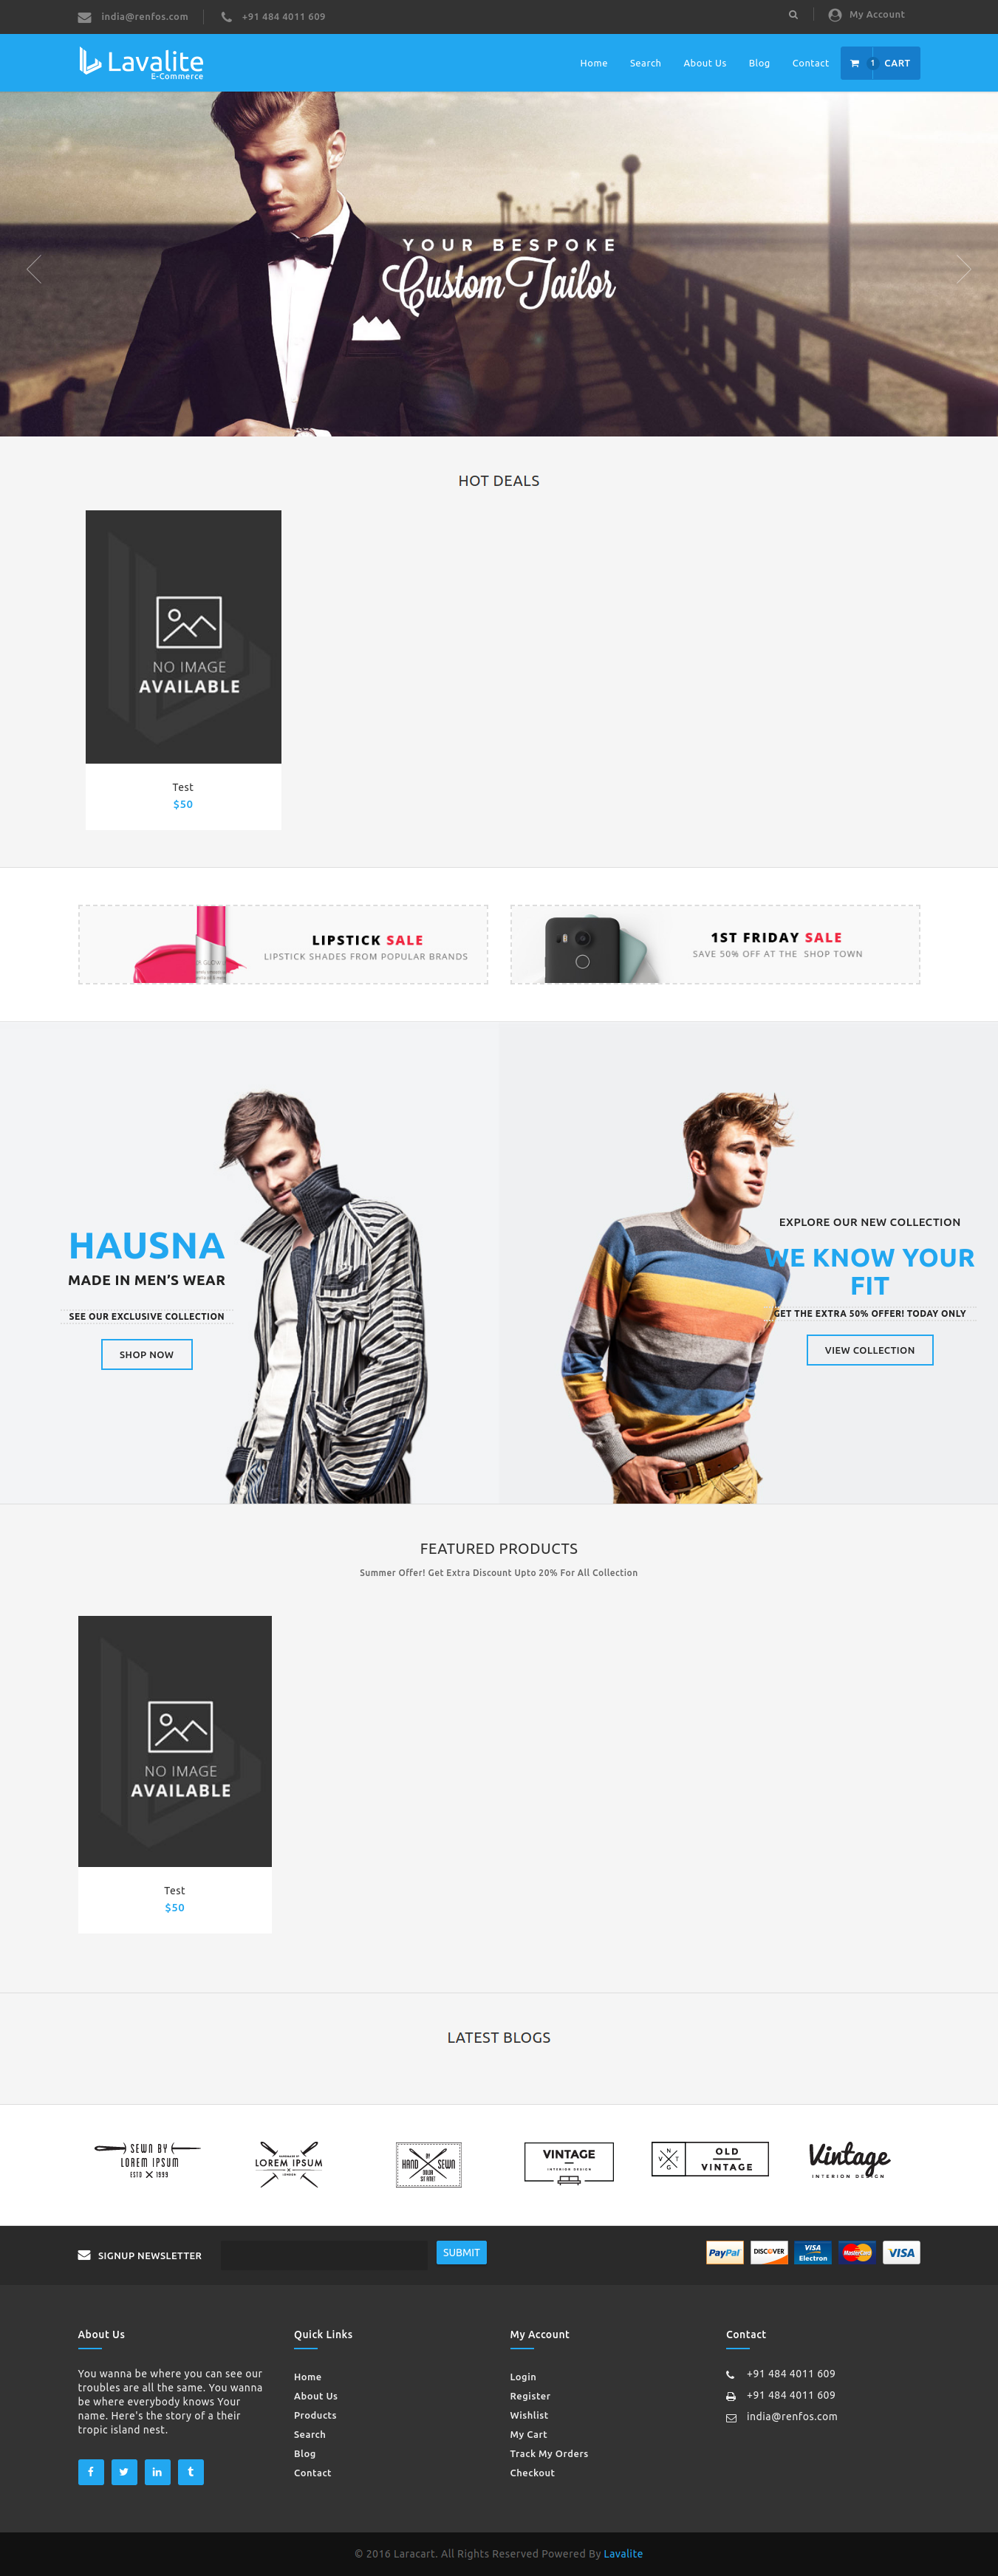 india@renfos.com
+91 484 4011 609
My Account
Lavalite
E-Commerce
Home
Search
About Us
Blog
Contact
1
CART
YOUR BESPOKE
Custom Tailor
HOT DEALS
NO IMAGE
AVAILABLE
Test
$50
LIPSTICK SALE
LIPSTICK SHADES FROM POPULAR BRANDS
1ST FRIDAY SALE
SAVE 50% OFF AT THE SHOP TOWN
HAUSNA
MADE IN MEN’S WEAR
SEE OUR EXCLUSIVE COLLECTION
SHOP NOW
EXPLORE OUR NEW COLLECTION
WE KNOW YOUR
FIT
GET THE EXTRA 50% OFFER! TODAY ONLY
VIEW COLLECTION
FEATURED PRODUCTS
Summer Offer! Get Extra Discount Upto 20% For All Collection
NO IMAGE
AVAILABLE
Test
$50
LATEST BLOGS
SEWN BY
LOREM IPSUM
ESTD X 1999
LOREM IPSUM
LONDON
BY
HAND SEWN
DOLOR
SIT AMET
VINTAGE
INTERIOR DESIGN
N
V T
G
OLD
VINTAGE
Vintage
INTERIOR DESIGN
SIGNUP NEWSLETTER
SUBMIT
PayPal
DISCOVER
VISA
Electron
MasterCard
VISA
About Us
You wanna be where you can see our
troubles are all the same. You wanna
be where everybody knows Your
name. Here's the story of a their
tropic island nest.
Quick Links
Home
About Us
Products
Search
Blog
Contact
My Account
Login
Register
Wishlist
My Cart
Track My Orders
Checkout
Contact
+91 484 4011 609
+91 484 4011 609
india@renfos.com
© 2016 Laracart. All Rights Reserved Powered By Lavalite